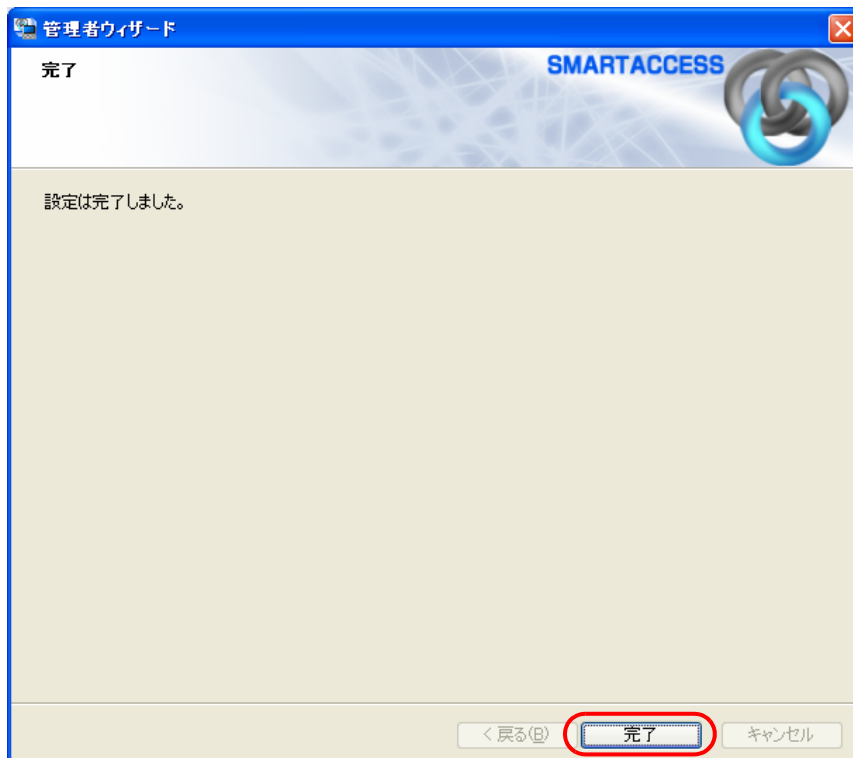 管理者ウィザード
完了
SMARTACCESS
設定は完了しました。
< 戻る(B)
完了
キャンセル